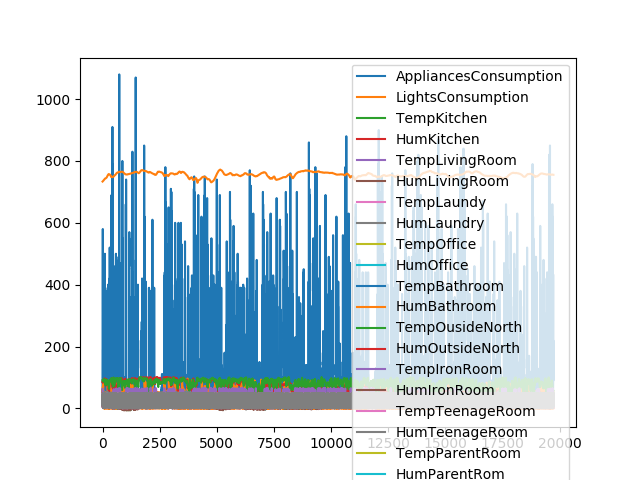 1000
800
600
400
200
0
0
2500
5000
7500
10000
12500
15000
17500
20000
AppliancesConsumption
LightsConsumption
TempKitchen
HumKitchen
TempLivingRoom
HumLivingRoom
TempLaundy
HumLaundry
TempOffice
HumOffice
TempBathroom
HumBathroom
TempOusideNorth
HumOutsideNorth
TempIronRoom
HumIronRoom
TempTeenageRoom
HumTeenageRoom
TempParentRoom
HumParentRom